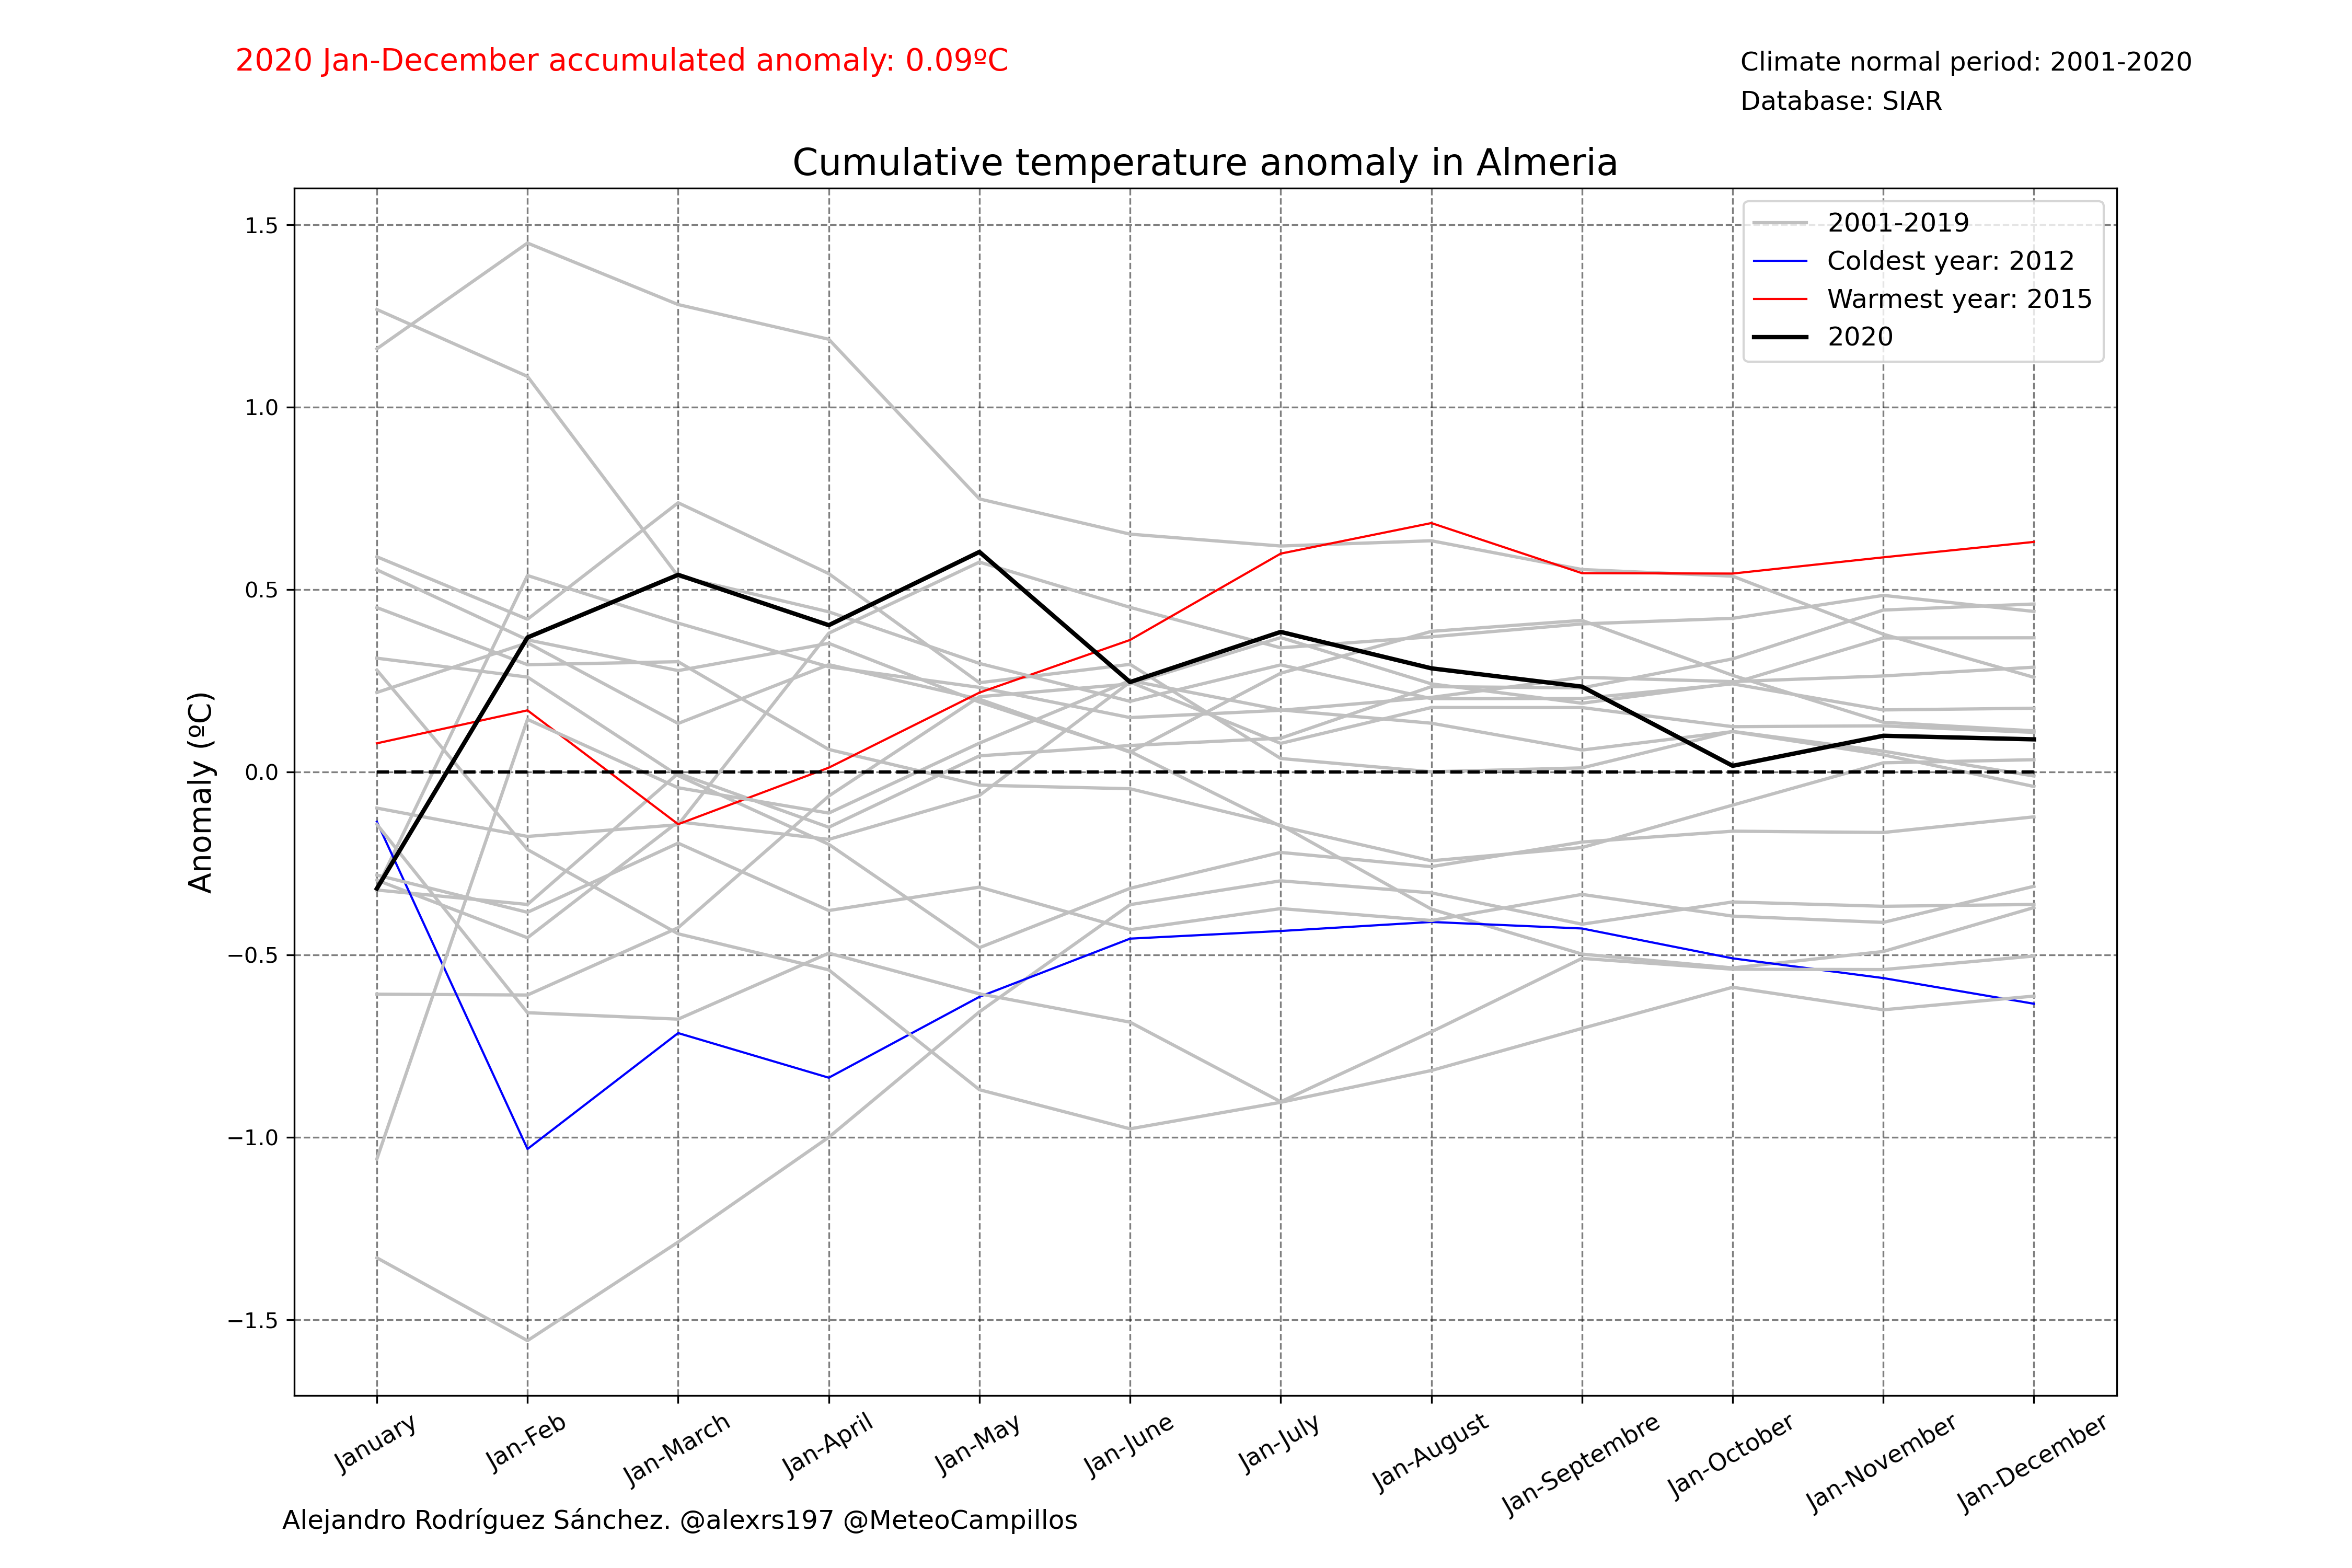 2020 Jan-December accumulated anomaly: 0.09ºC
Climate normal period: 2001-2020
Database: SIAR
Cumulative temperature anomaly in Almeria
2001-2019
Coldest year: 2012
Warmest year: 2015
2020
Anomaly (ºC)
1.5
1.0
0.5
0.0
−0.5
−1.0
−1.5
January
Jan-Feb
Jan-March
Jan-April
Jan-May
Jan-June
Jan-July
Jan-August
Jan-Septembre
Jan-October
Jan-November
Jan-December
Alejandro Rodríguez Sánchez. @alexrs197 @MeteoCampillos